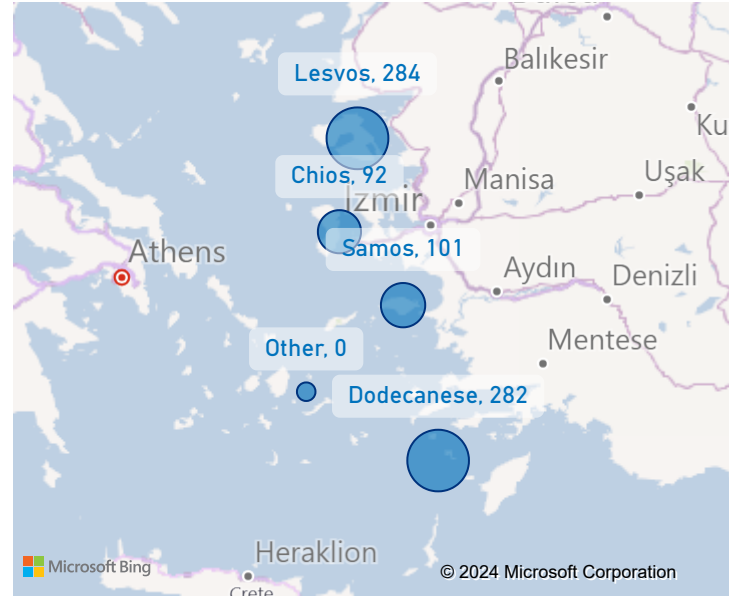 Lesvos, 284
Balıkesir
Ku
Chios, 92
Manisa
Uşak
İzmir
Samos, 101
Athens
Aydın
Denizli
Other, 0
Mentese
Dodecanese, 282
Heraklion
Microsoft Bing
© 2024 Microsoft Corporation
Crete